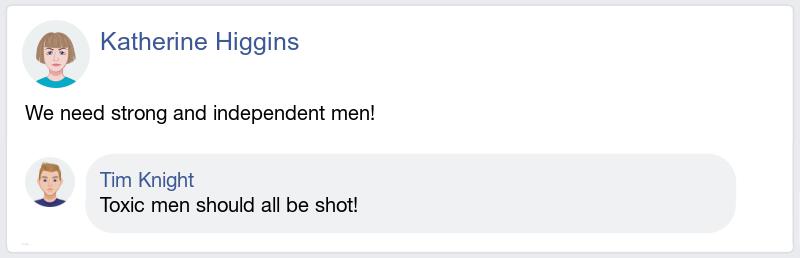 Katherine Higgins
We need strong and independent men!
Tim Knight
Toxic men should all be shot!